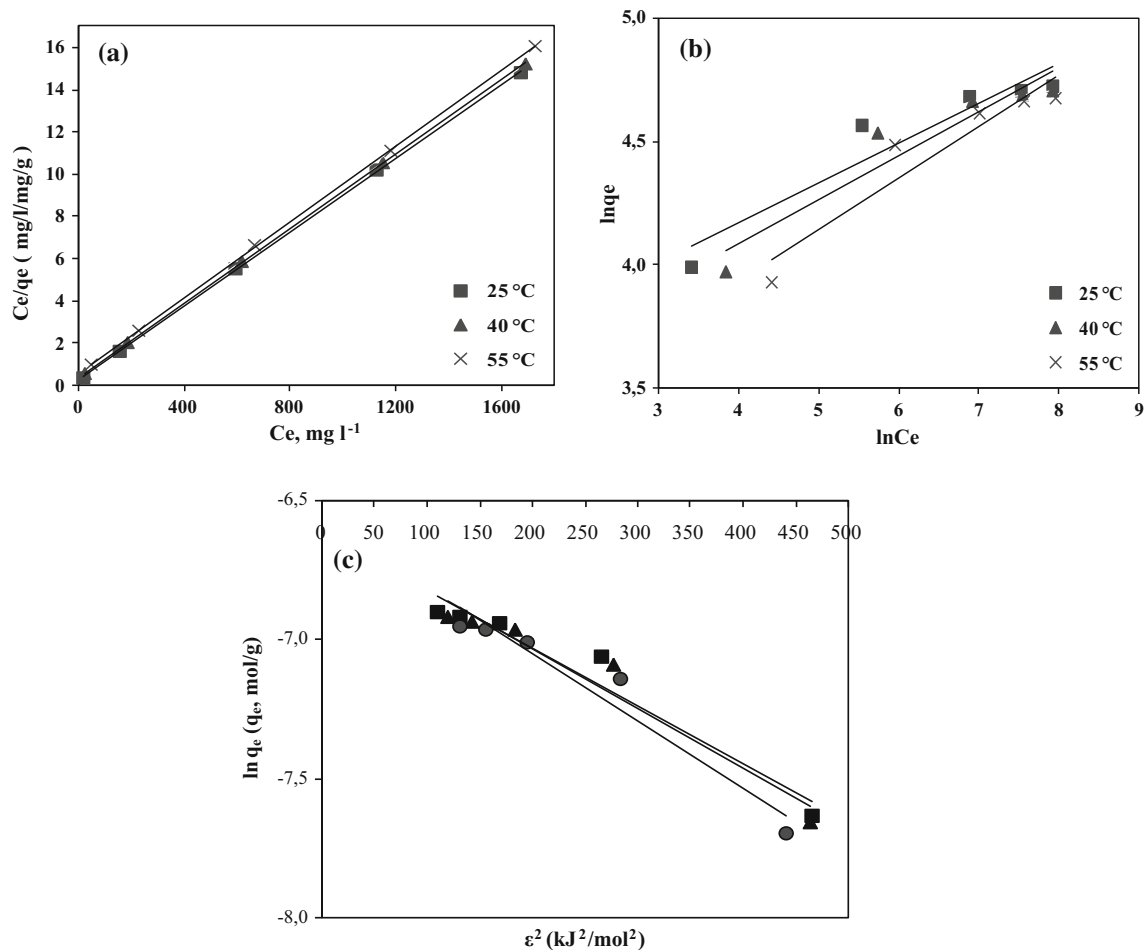 (a)
16
14
12
10
8
6
4
2
0
0 400 800 1200 1600
Ce/qe ( mg/l/mg/g )
Ce, mg l⁻¹
25 °C
40 °C
55 °C
(b)
5,0
4,5
4,0
3,5
3 4 5 6 7 8 9
lnqe
lnCe
25 °C
40 °C
55 °C
(c)
-6,5
0 50 100 150 200 250 300 350 400 450 500
-7,0
-7,5
-8,0
ln qₑ (qₑ, mol/g)
ε² (kJ²/mol²)